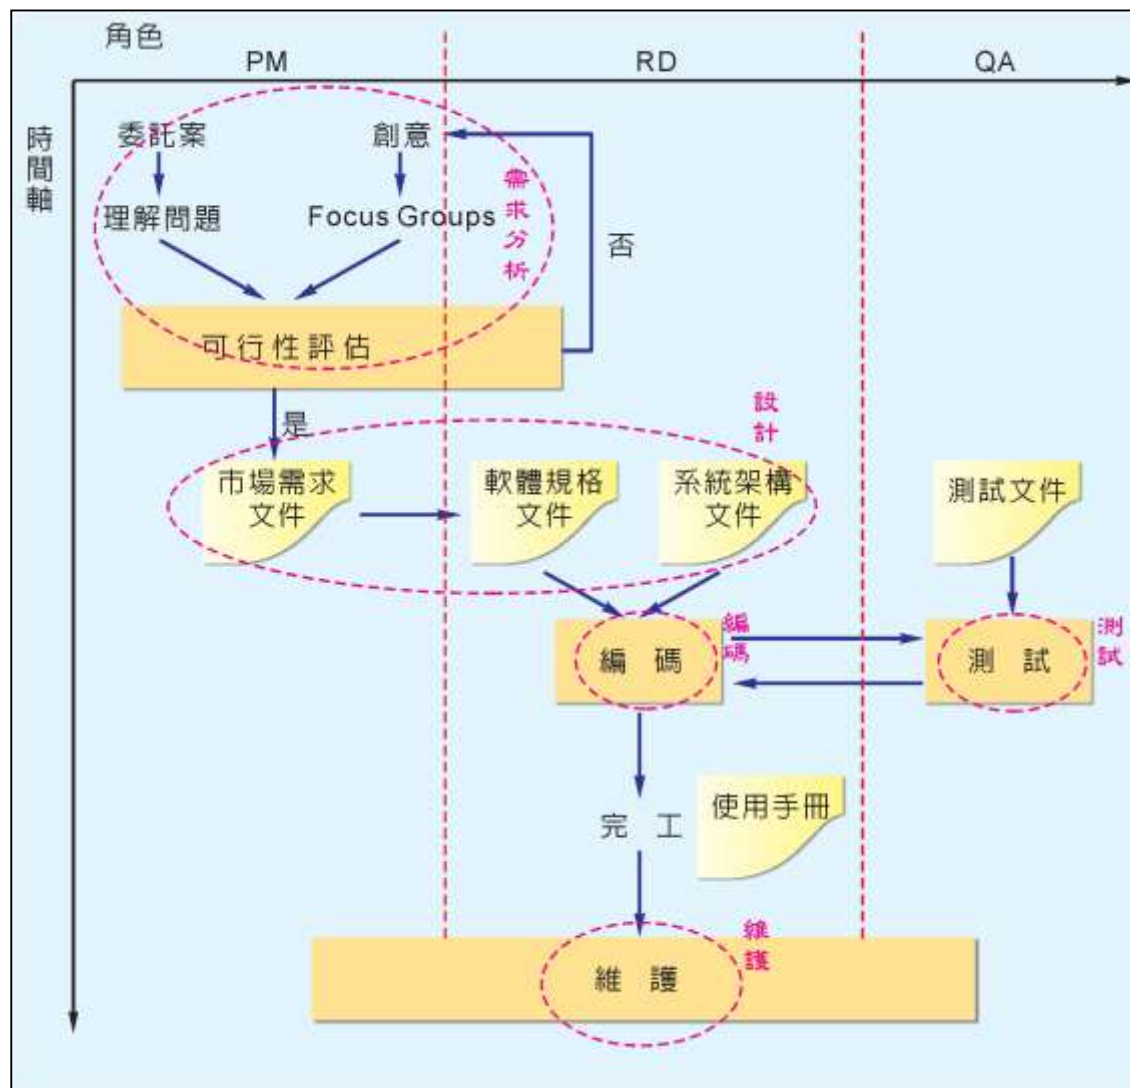 角色
PM
RD
QA
時間軸
委託案
創意
需求分析
理解問題
Focus Groups
否
可行性評估
設計
是
市場需求
文件
軟體規格
文件
系統架構
文件
測試文件
編碼
編碼
測試
測試
使用手冊
完工
維護
維護